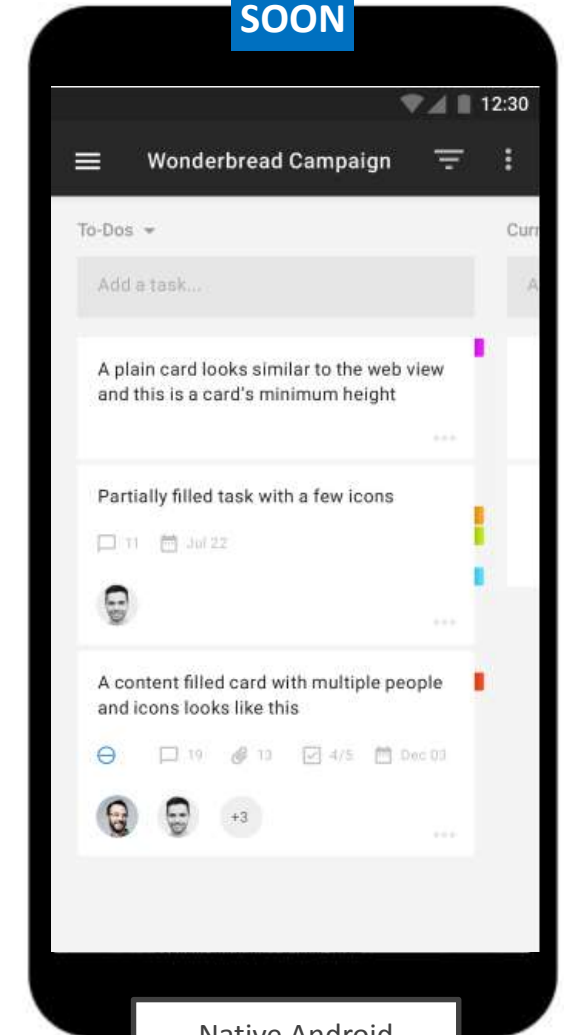 SOON
12:30
Wonderbread Campaign
To-Dos
Curr
Add a task...
A
A plain card looks similar to the web view
and this is a card's minimum height
Partially filled task with a few icons
11 Jul 22
A content filled card with multiple people
and icons looks like this
19 13 4/5 Dec 03
+3
Native Android